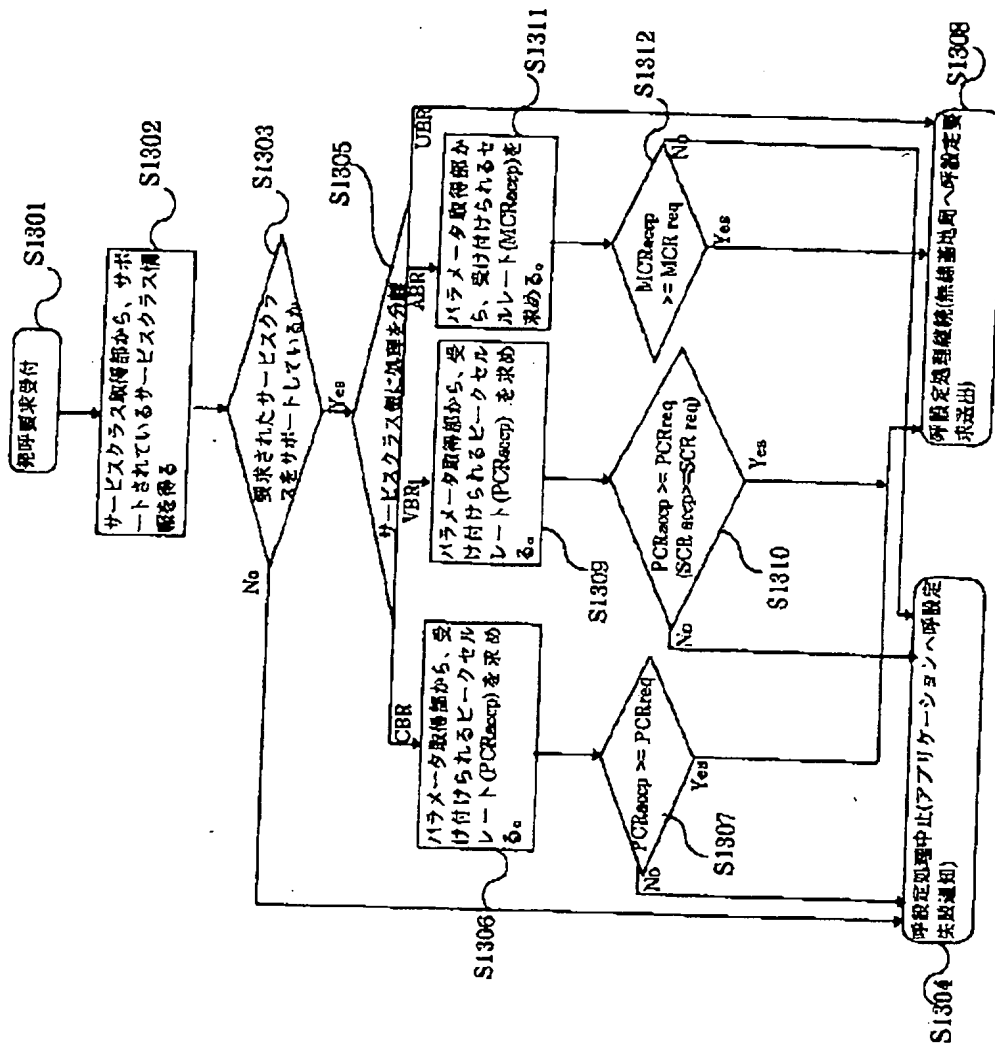 S1301
発呼要求受付
S1302
サービスクラス取得部から、サポ
ートされているサービスクラス情
報を得る
S1303
要求されたサービスクラ
スをサポートしているか
No
Yes
S1305
サービスクラス別に処理を分離
CBR
VBR
ABR
UBR
S1306
パラメータ取得部から、受
け付けられるピークセル
レート(PCRaccp)を求め
る。
S1309
パラメータ取得部から、受
け付けられるピークセル
レート(PCRaccp)を求め
る。
S1311
パラメータ取得部か
ら、受け付けられるセ
ルレート(MCRaccp)を
求める。
S1307
PCRaccp >= PCRreq
No
Yes
S1310
PCRaccp >= PCRreq
(SCR accp>=SCR req)
No
Yes
S1312
MCRaccp
>= MCR req
No
Yes
S1304
呼設定処理中止(アプリケーションへ呼設定
失敗通知)
S1308
呼設定処理継続(無線基地局へ呼設定要
求送出)